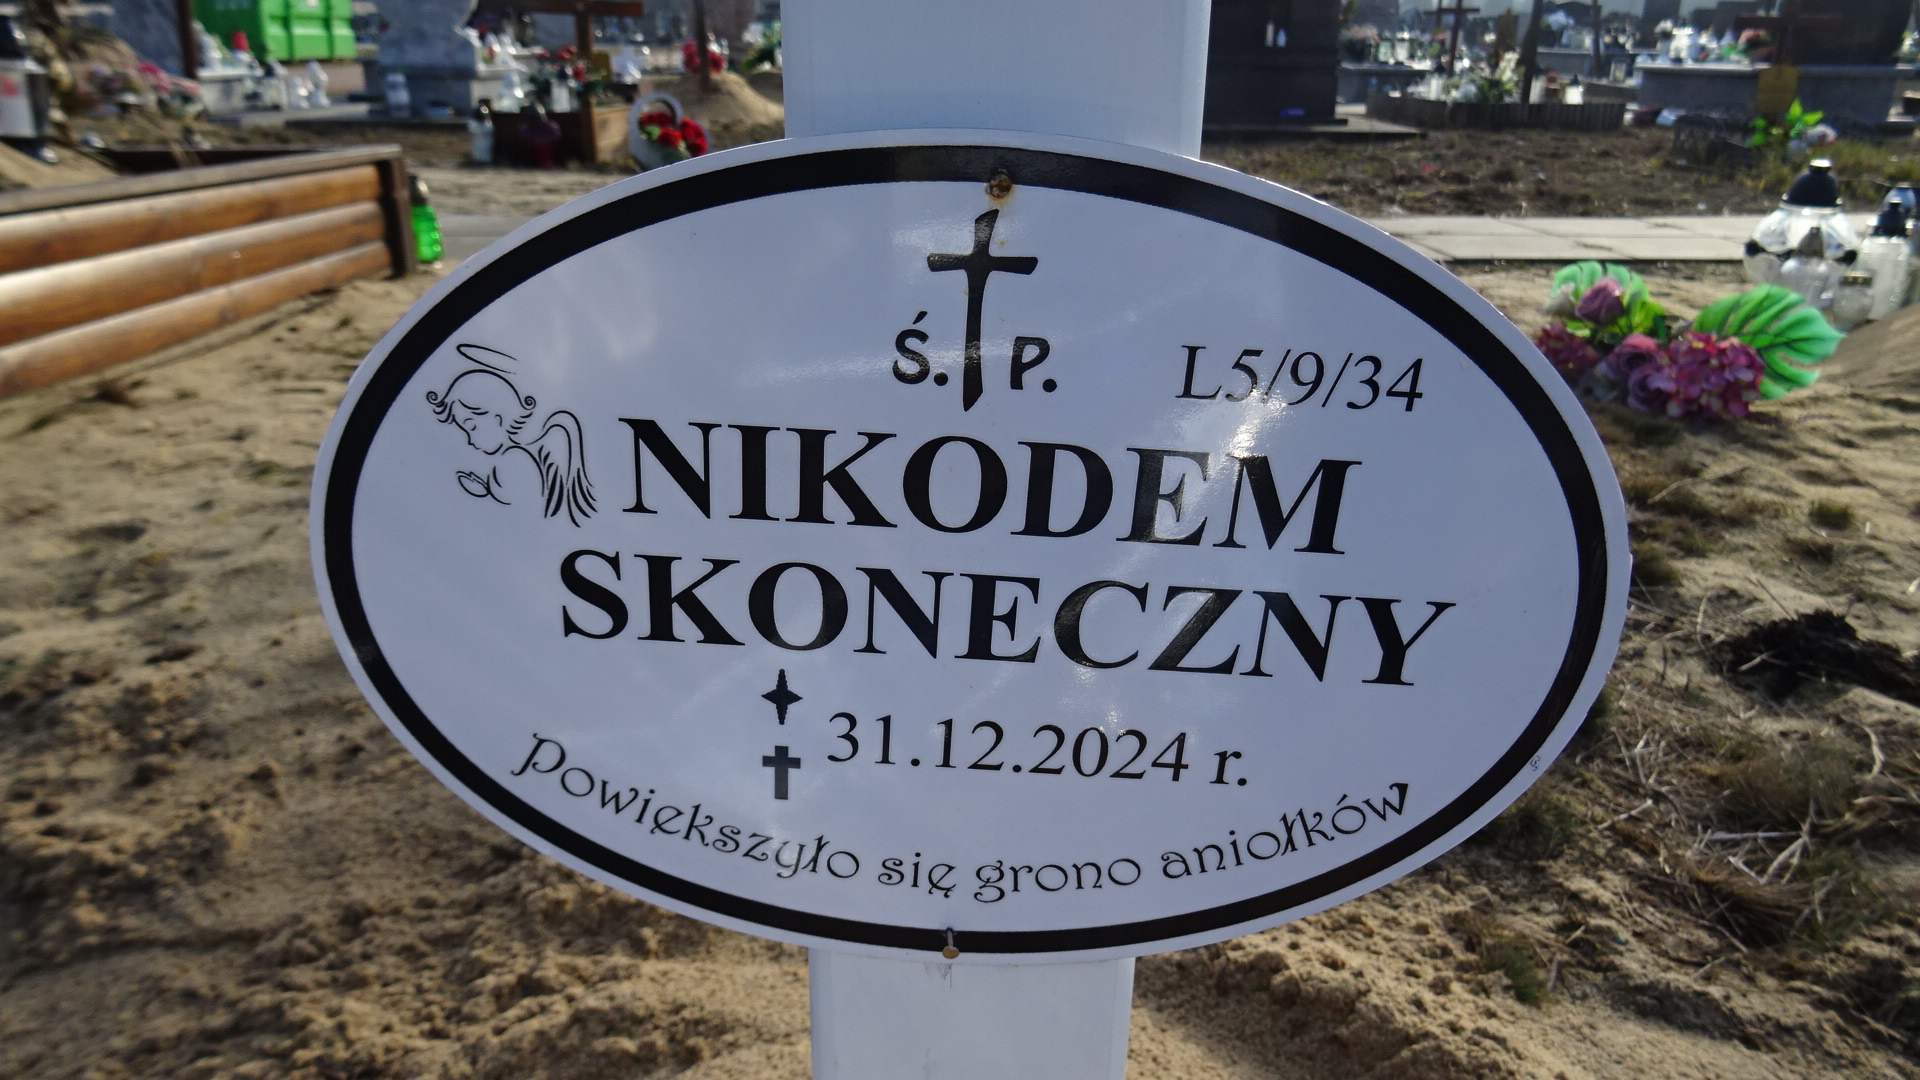 Ś. P.
L5/9/34
NIKODEM
SKONECZNY
31.12.2024 r.
Powiększyło się grono aniołków